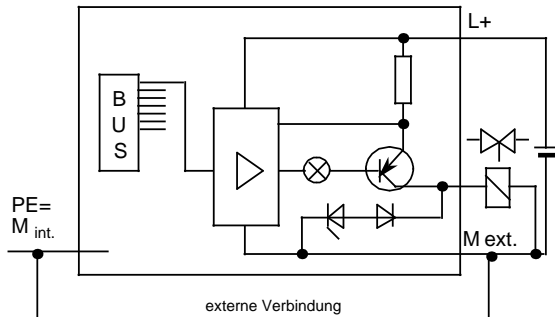 L+
B
U
S
PE=
M int.
M ext.
externe Verbindung